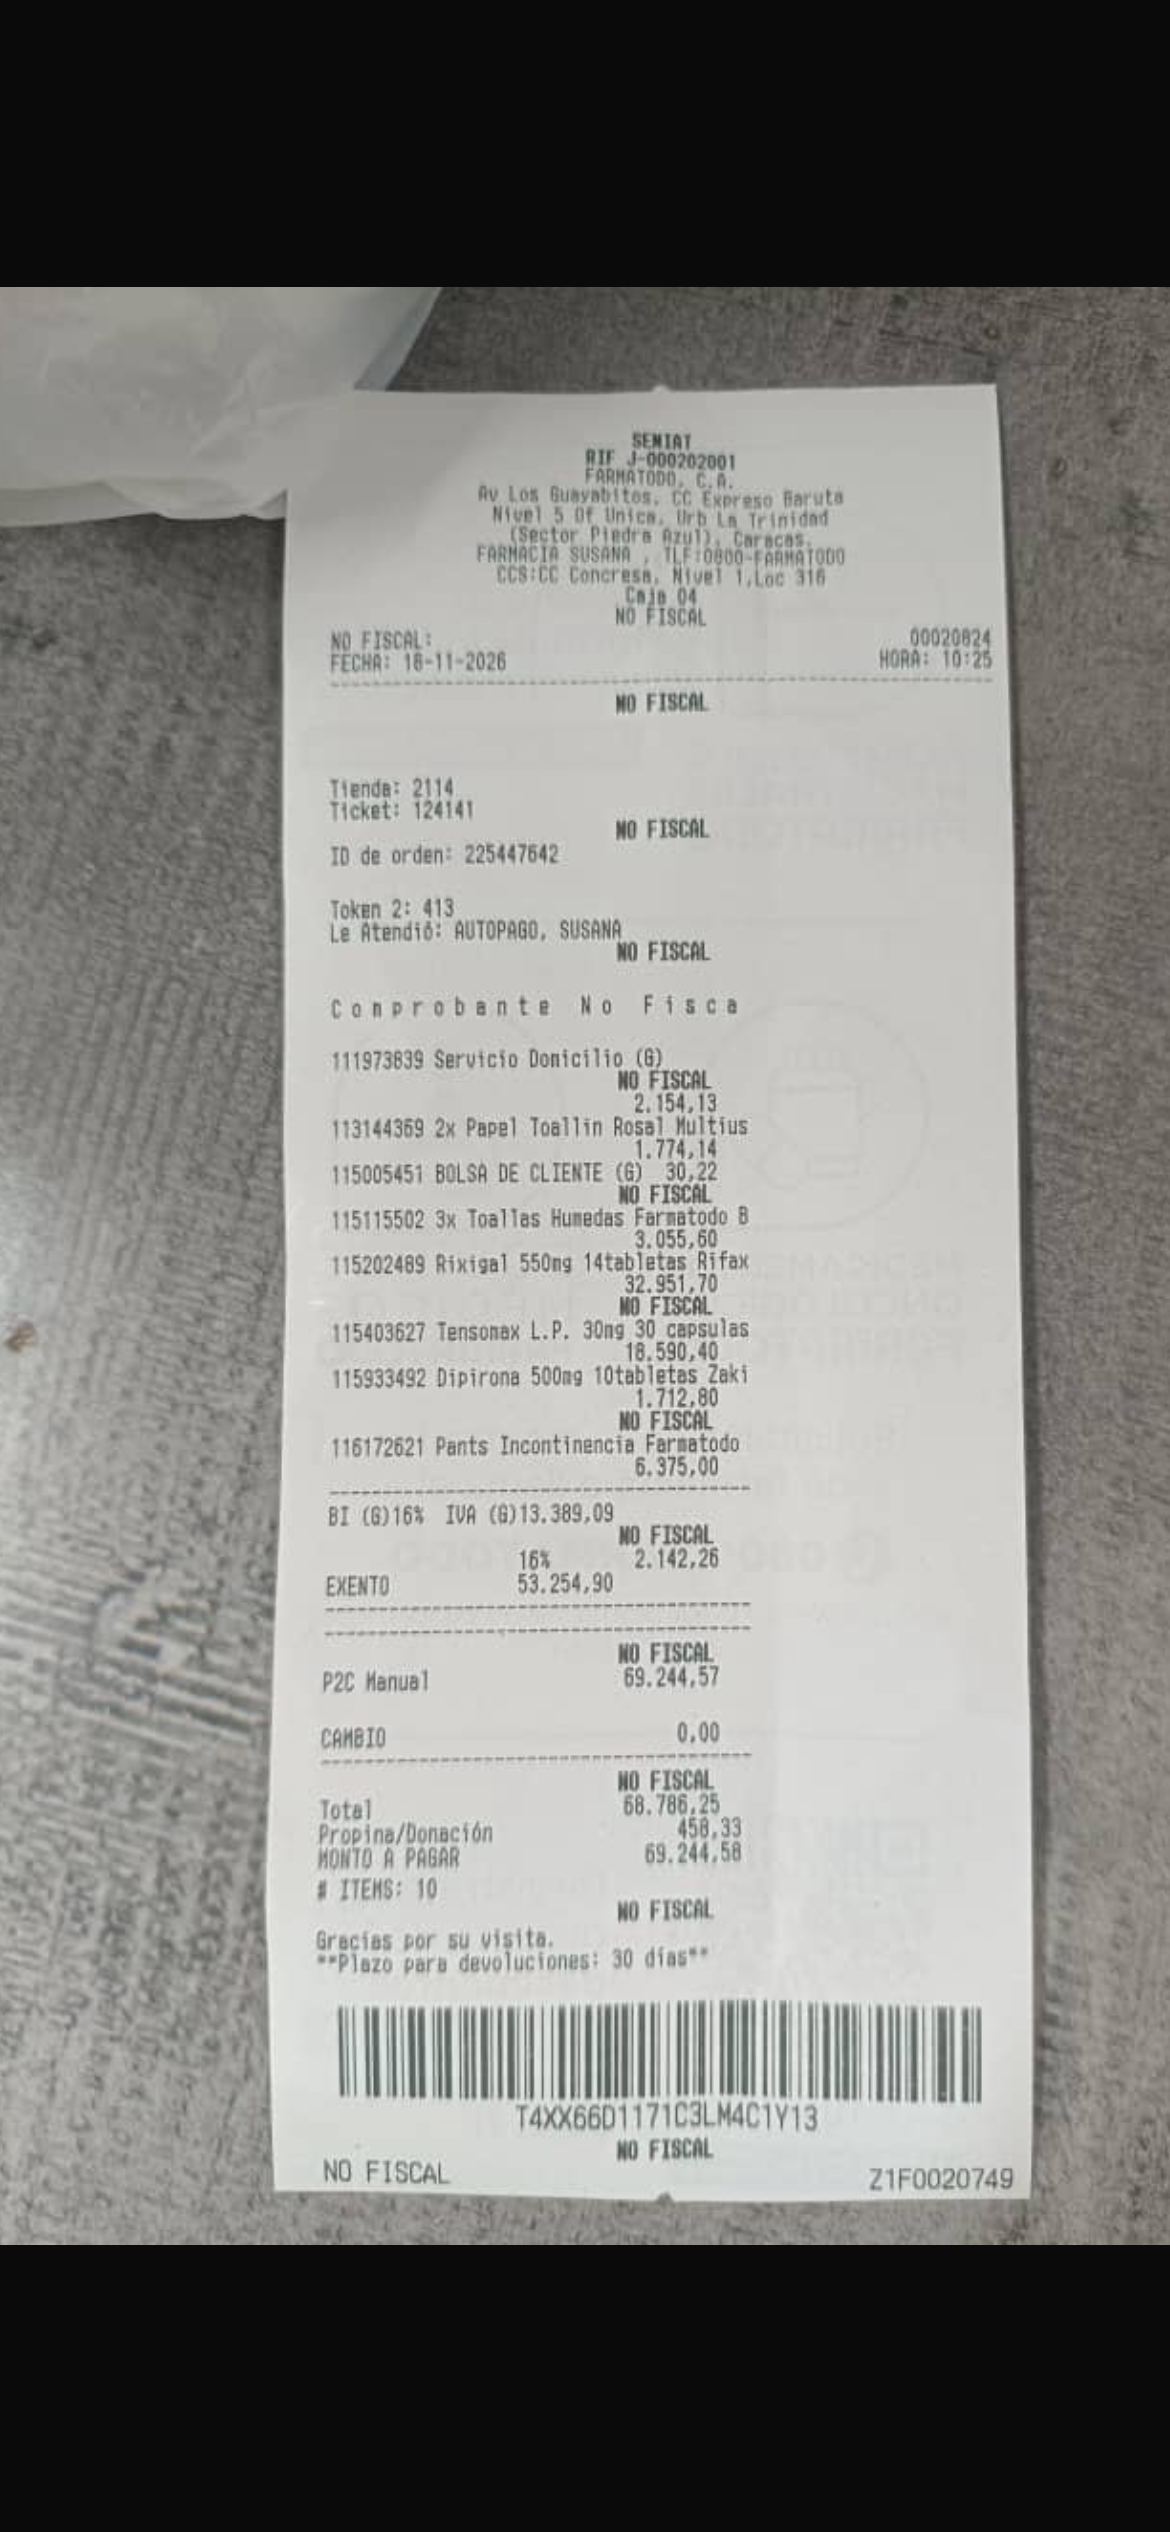 SENIAT
RIF J-000202001
FARMATODO, C.A.
Av Los Guayabitos, CC Expreso Baruta
Nivel 5 Of Unica, Urb La Trinidad
(Sector Piedra Azul), Caracas.
FARMACIA SUSANA , TLF:0800-FARMATODO
CCS:CC Concresa, Nivel 1,Loc 316
Caja 04
NO FISCAL
NO FISCAL: 00020824
FECHA: 16-11-2026 HORA: 10:25
NO FISCAL
Tienda: 2114
Ticket: 124141
NO FISCAL
ID de orden: 225447642
Token 2: 413
Le Atendió: AUTOPAGO, SUSANA
NO FISCAL
Comprobante No Fisca
111973839 Servicio Domicilio (G)
NO FISCAL
2.154,13
113144369 2x Papel Toallin Rosal Multius
1.774,14
115005451 BOLSA DE CLIENTE (G) 30,22
NO FISCAL
115115502 3x Toallas Humedas Farmatodo B
3.055,60
115202489 Rixigal 550mg 14tabletas Rifax
32.951,70
NO FISCAL
115403627 Tensomax L.P. 30mg 30 capsulas
18.590,40
115933492 Dipirona 500mg 10tabletas Zaki
1.712,80
NO FISCAL
116172621 Pants Incontinencia Farmatodo
6.375,00
BI (G)16% IVA (G)13.389,09
NO FISCAL
16% 2.142,26
EXENTO 53.254,90
NO FISCAL
P2C Manual 69.244,57
CAMBIO 0,00
NO FISCAL
Total 68.786,25
Propina/Donación 458,33
MONTO A PAGAR 69.244,58
# ITEMS: 10
NO FISCAL
Gracias por su visita.
**Plazo para devoluciones: 30 días**
T4XX66D1171C3LM4C1Y13
NO FISCAL
NO FISCAL Z1F0020749